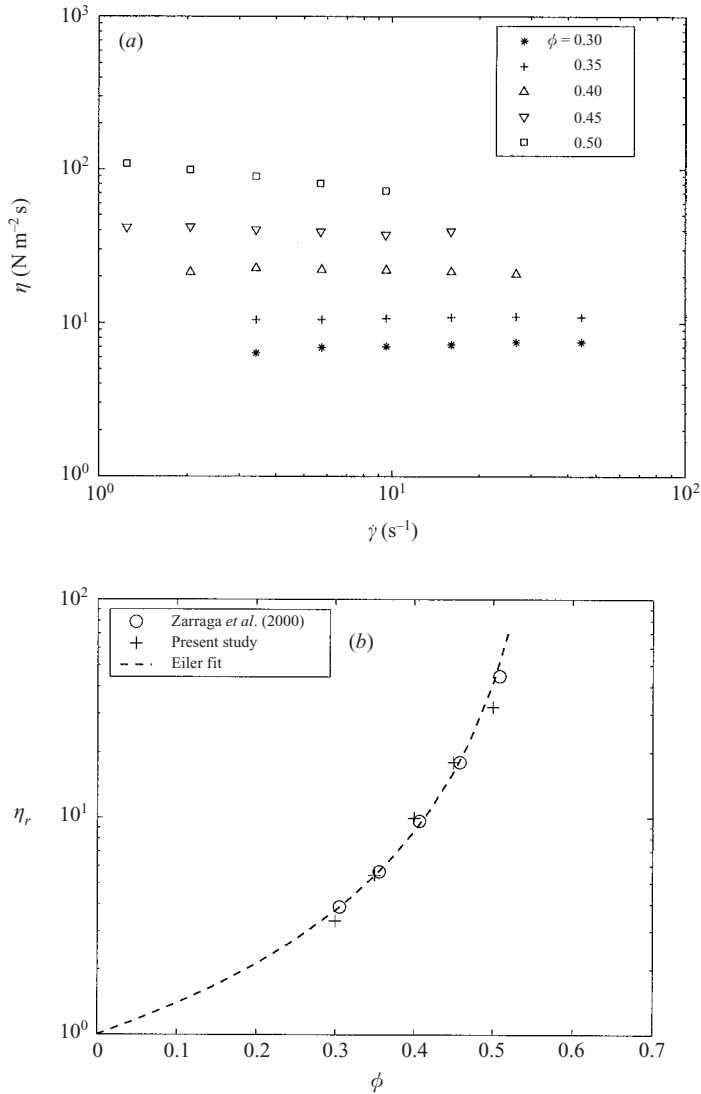 10³
(a)
ϕ = 0.30
0.35
0.40
0.45
0.50
10²
η (N m⁻² s)
10¹
10⁰
10⁰
10¹
10²
γ̇ (s⁻¹)
10²
Zarraga et al. (2000)
Present study
Eiler fit
(b)
ηᵣ
10¹
10⁰
0
0.1
0.2
0.3
0.4
0.5
0.6
0.7
ϕ